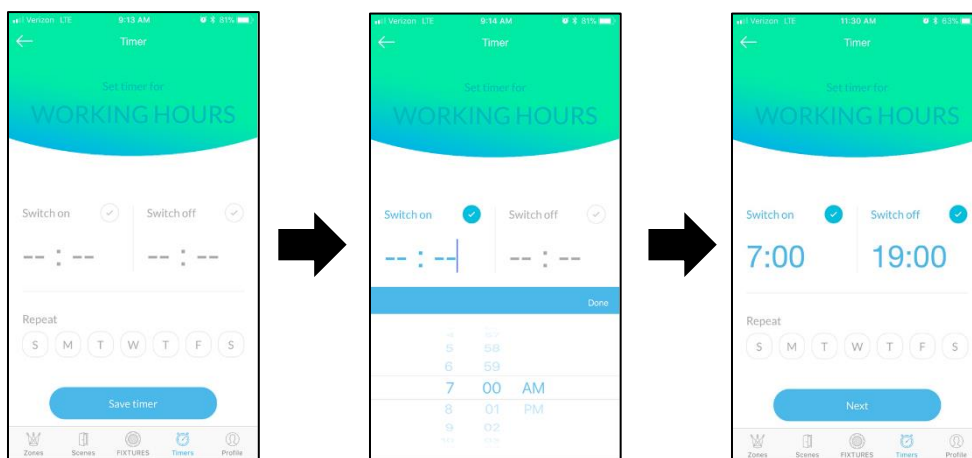 Verizon LTE 9:13 AM 81%
Timer
Set timer for
WORKING HOURS
Switch on Switch off
-- : -- -- : --
Repeat
S M T W T F S
Save timer
Zones Scenes FIXTURES Timers Profile
Verizon LTE 9:14 AM 81%
Timer
Set timer for
WORKING HOURS
Switch on Switch off
-- : -- -- : --
Done
5 58
6 59
7 00 AM
8 01 PM
9 02
Verizon LTE 11:30 AM 63%
Timer
Set timer for
WORKING HOURS
Switch on Switch off
7:00 19:00
Repeat
S M T W T F S
Next
Zones Scenes FIXTURES Timers Profile